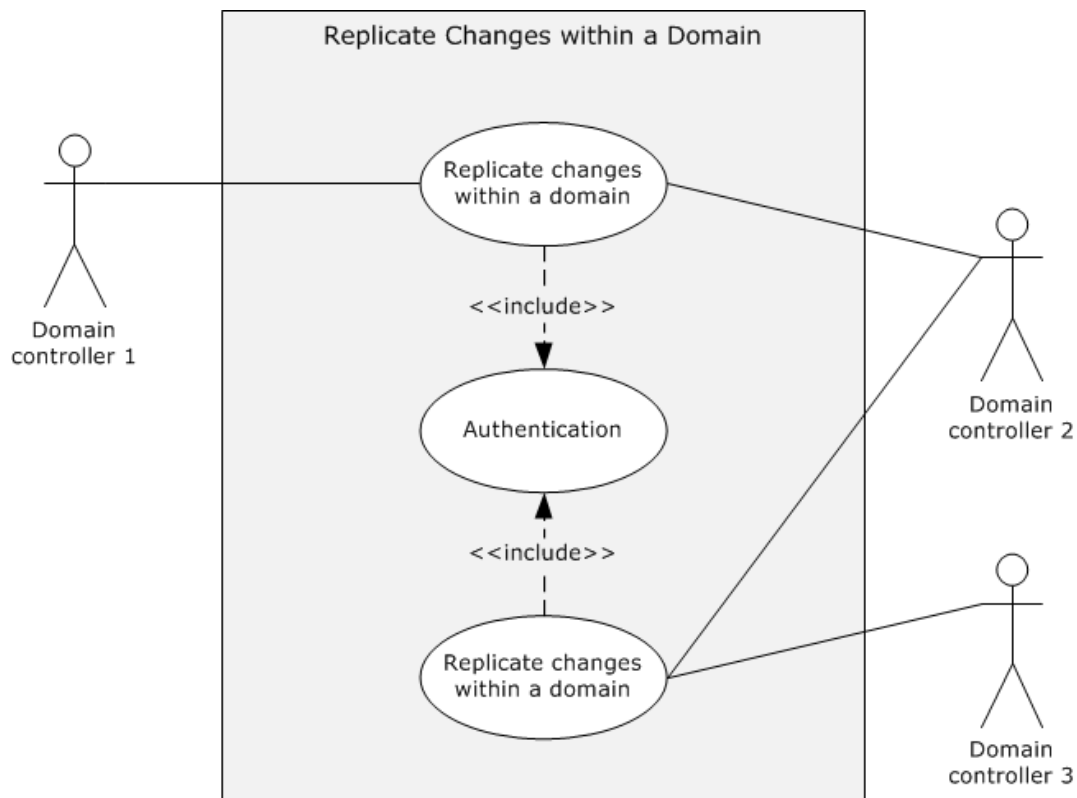 Replicate Changes within a Domain
Replicate changes
within a domain
Domain
controller 1
<<include>>
Domain
controller 2
Authentication
<<include>>
Replicate changes
within a domain
Domain
controller 3